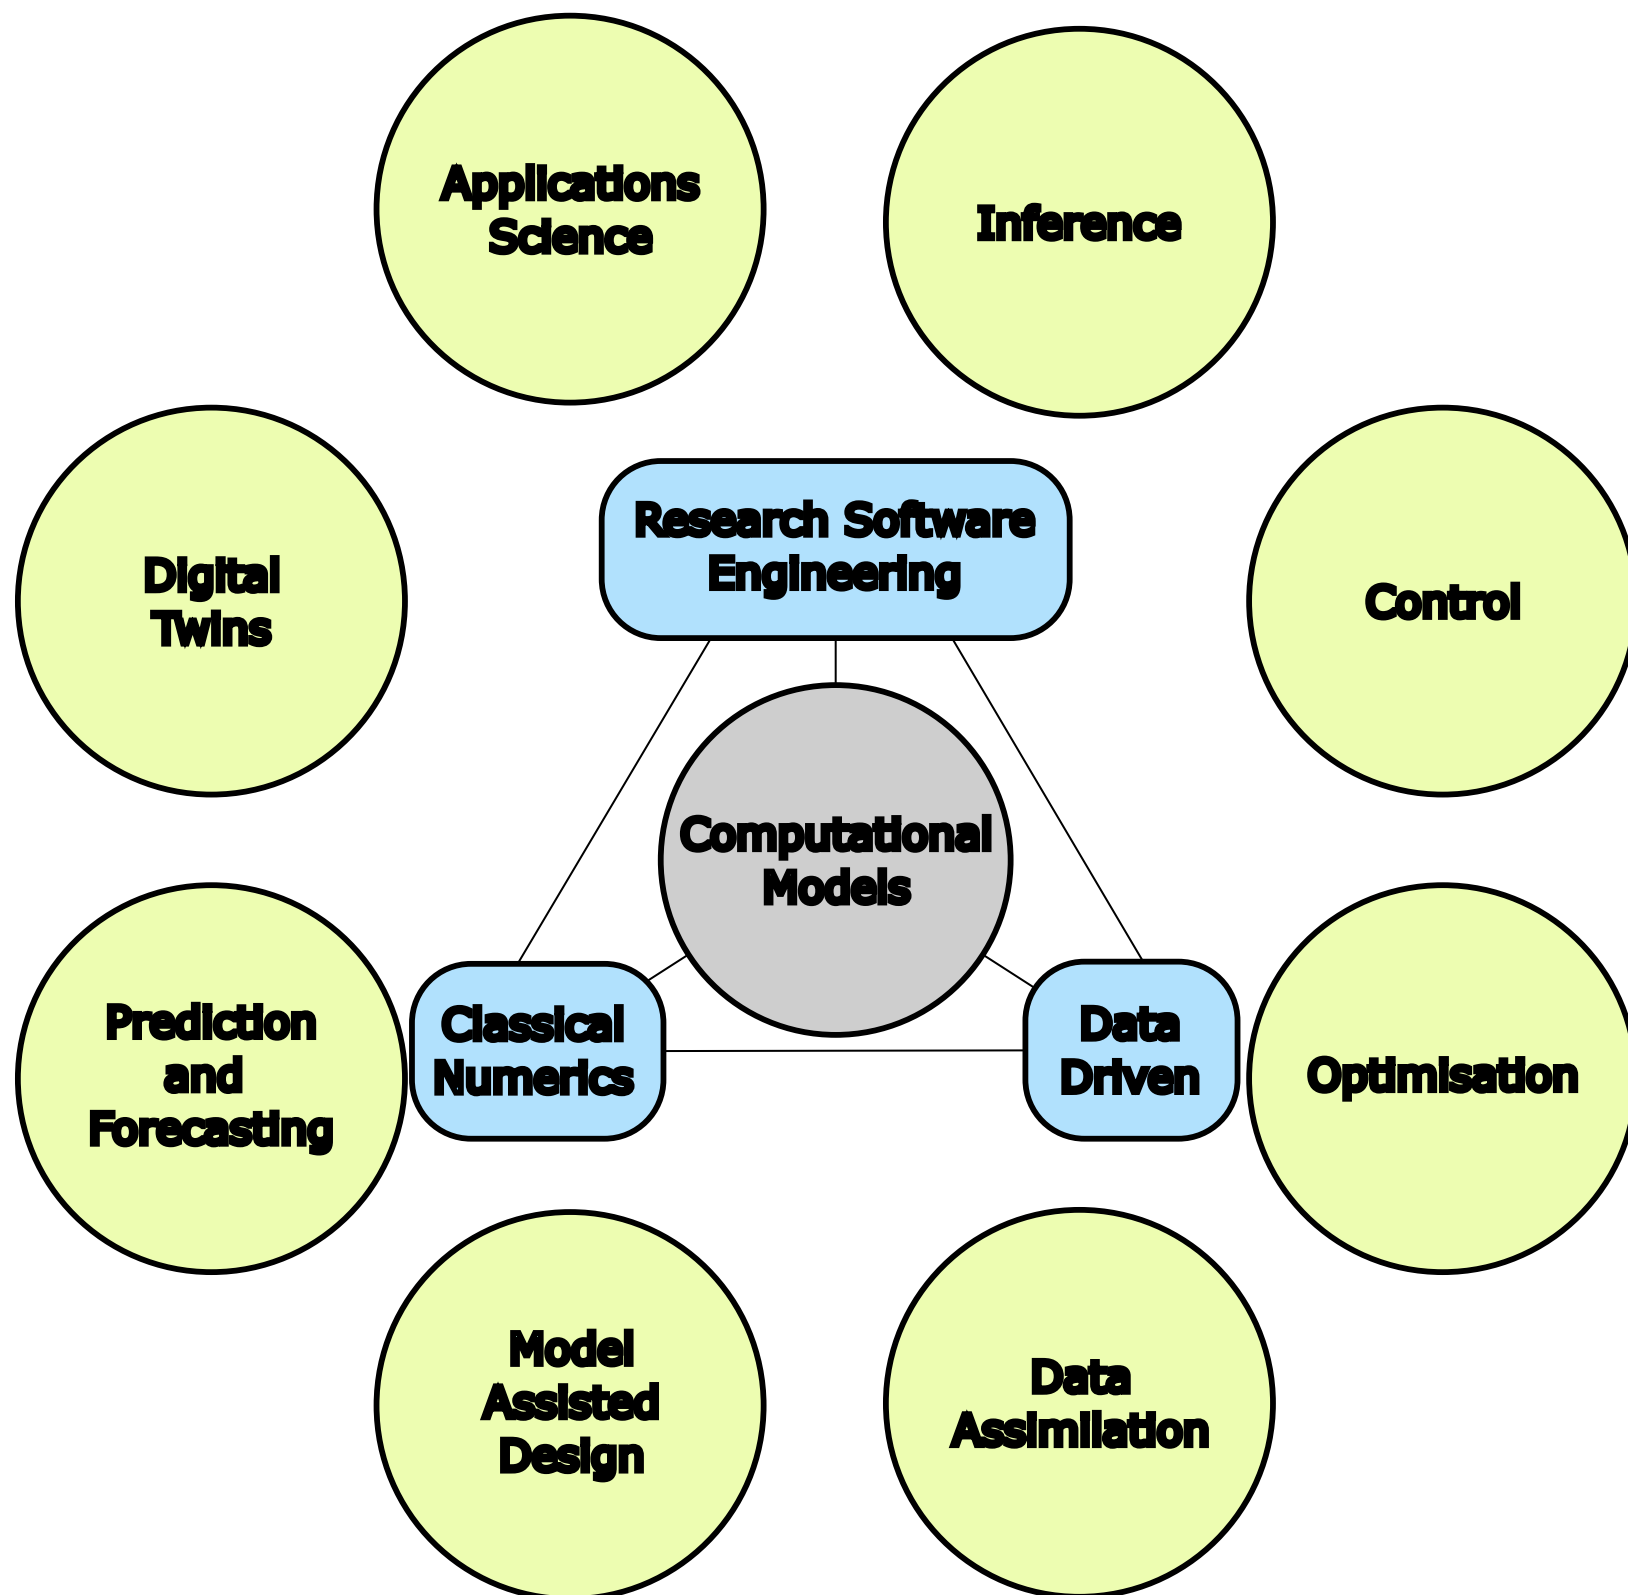 Applications
Science
Inference
Digital
Twins
Research Software
Engineering
Control
Computational
Models
Prediction
and
Forecasting
Classical
Numerics
Data
Driven
Optimisation
Model
Assisted
Design
Data
Assimilation